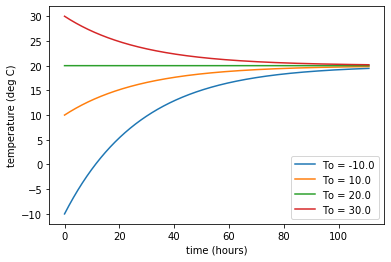 30
25
20
15
10
5
0
−5
−10
temperature (deg C)
0 20 40 60 80 100
time (hours)
To = -10.0
To = 10.0
To = 20.0
To = 30.0